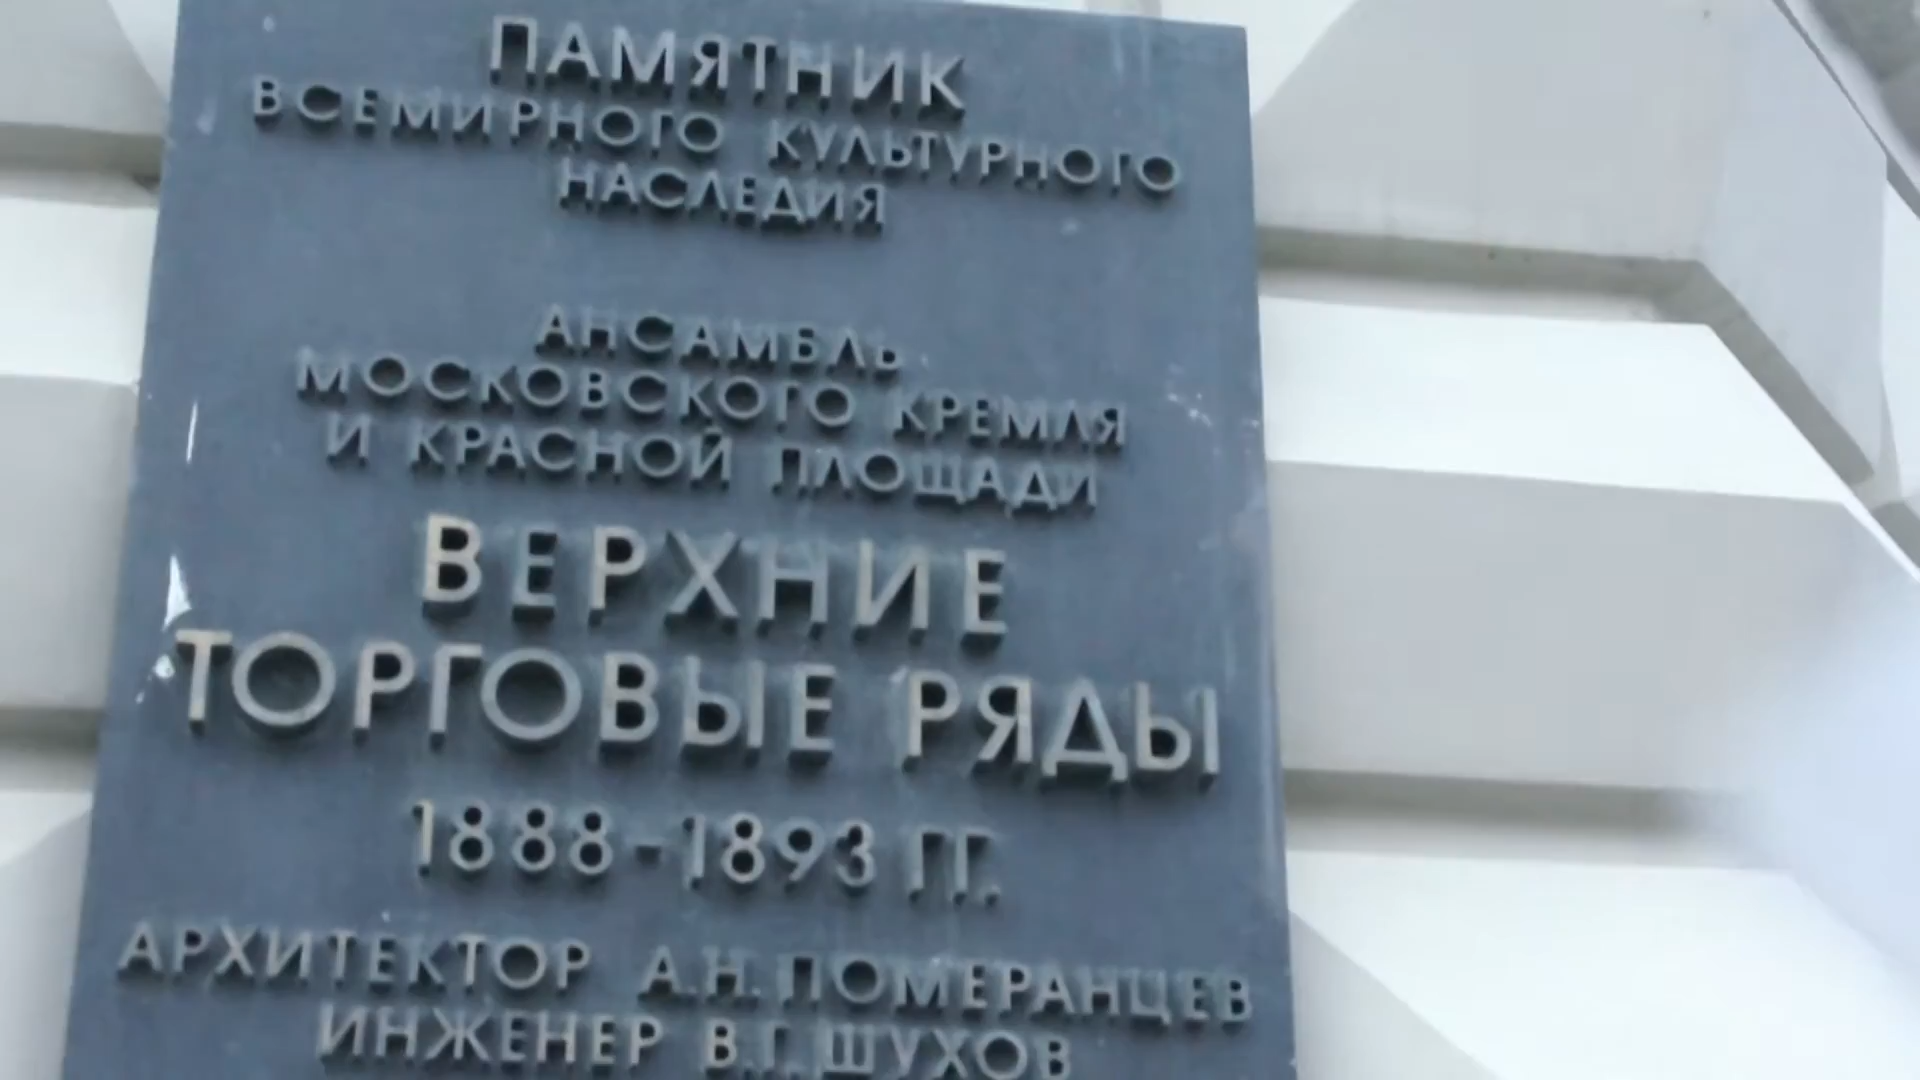 ПАМЯТНИК
ВСЕМИРНОГО КУЛЬТУРНОГО
НАСЛЕДИЯ
АНСАМБЛЬ
МОСКОВСКОГО КРЕМЛЯ
И КРАСНОЙ ПЛОЩАДИ
ВЕРХНИЕ
ТОРГОВЫЕ РЯДЫ
1888-1893 ГГ.
АРХИТЕКТОР А.Н. ПОМЕРАНЦЕВ
ИНЖЕНЕР В.Г. ШУХОВ